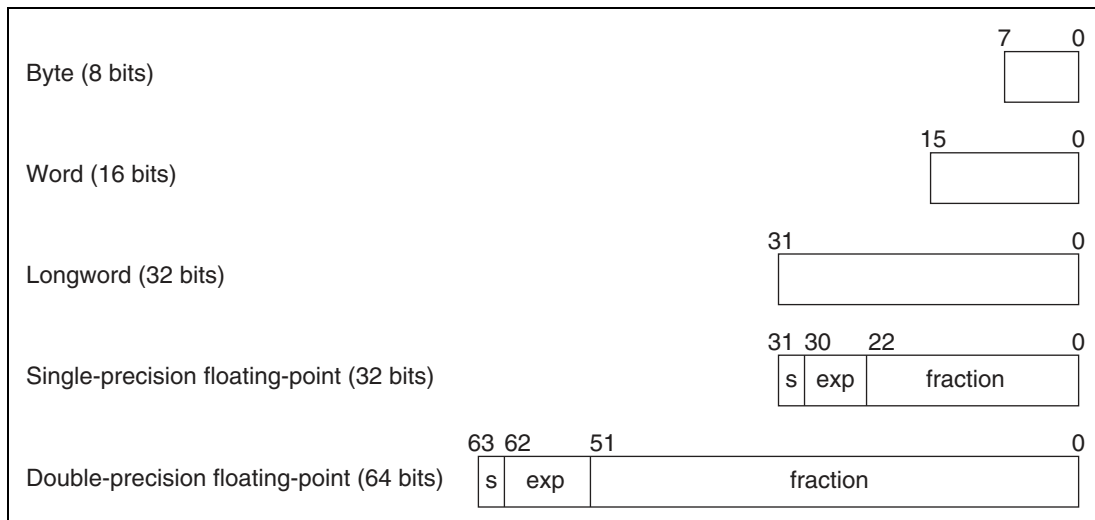 7 0
Byte (8 bits)
15 0
Word (16 bits)
31 0
Longword (32 bits)
31 30 22 0
Single-precision floating-point (32 bits) s exp fraction
63 62 51 0
Double-precision floating-point (64 bits) s exp fraction